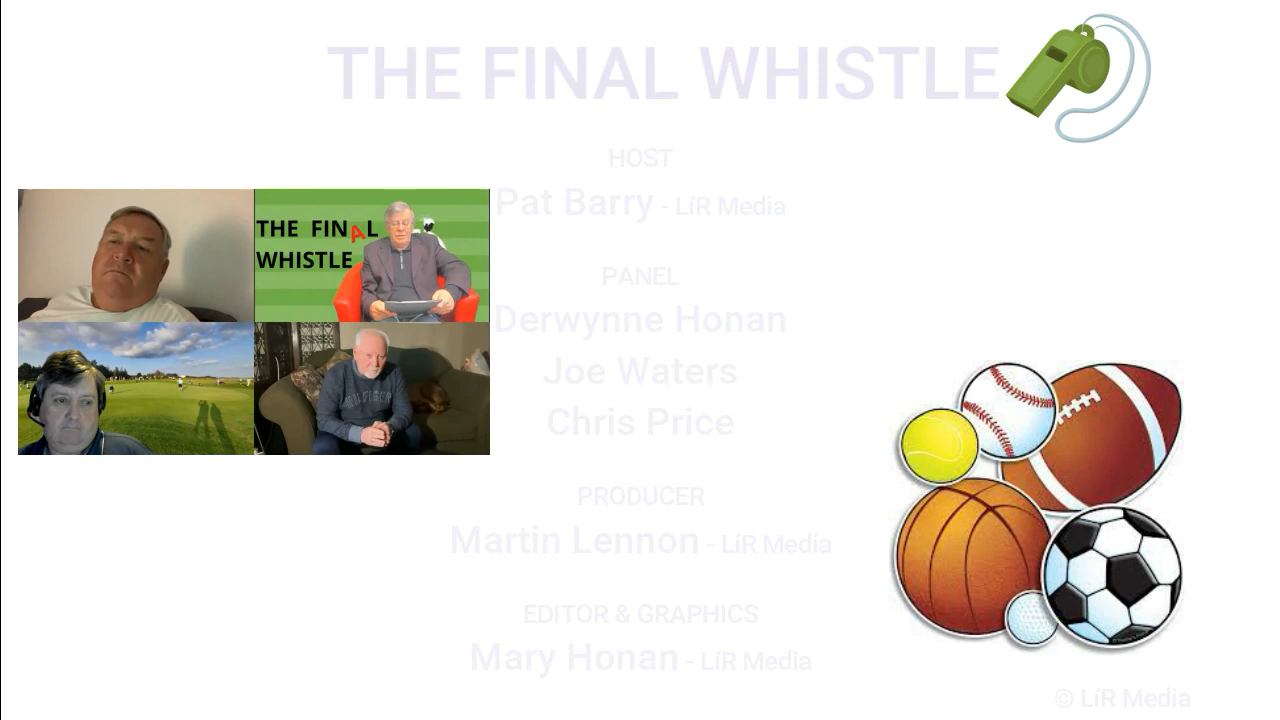 THE FINAL WHISTLE
HOST
Pat Barry - LíR Media
THE FINAL
WHISTLE
PANEL
Derwynne Honan
Joe Waters
Chris Price
PRODUCER
Martin Lennon - LíR Media
EDITOR & GRAPHICS
Mary Honan - LíR Media
© LíR Media